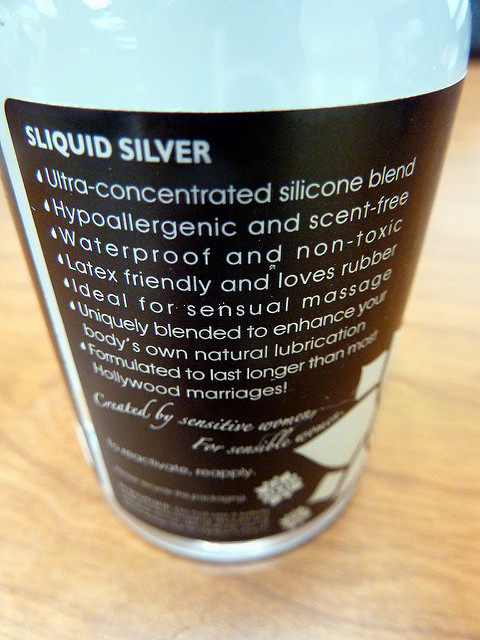 SLIQUID SILVER
Ultra-concentrated silicone blend
Hypoallergenic and scent-free
Waterproof and non-toxic
Latex friendly and loves rubber
Ideal for sensual massage
Uniquely blended to enhance your
body's own natural lubrication
Formulated to last longer than most
Hollywood marriages!
Created by sensitive women,
For sensible women.
To reactivate, reapply.